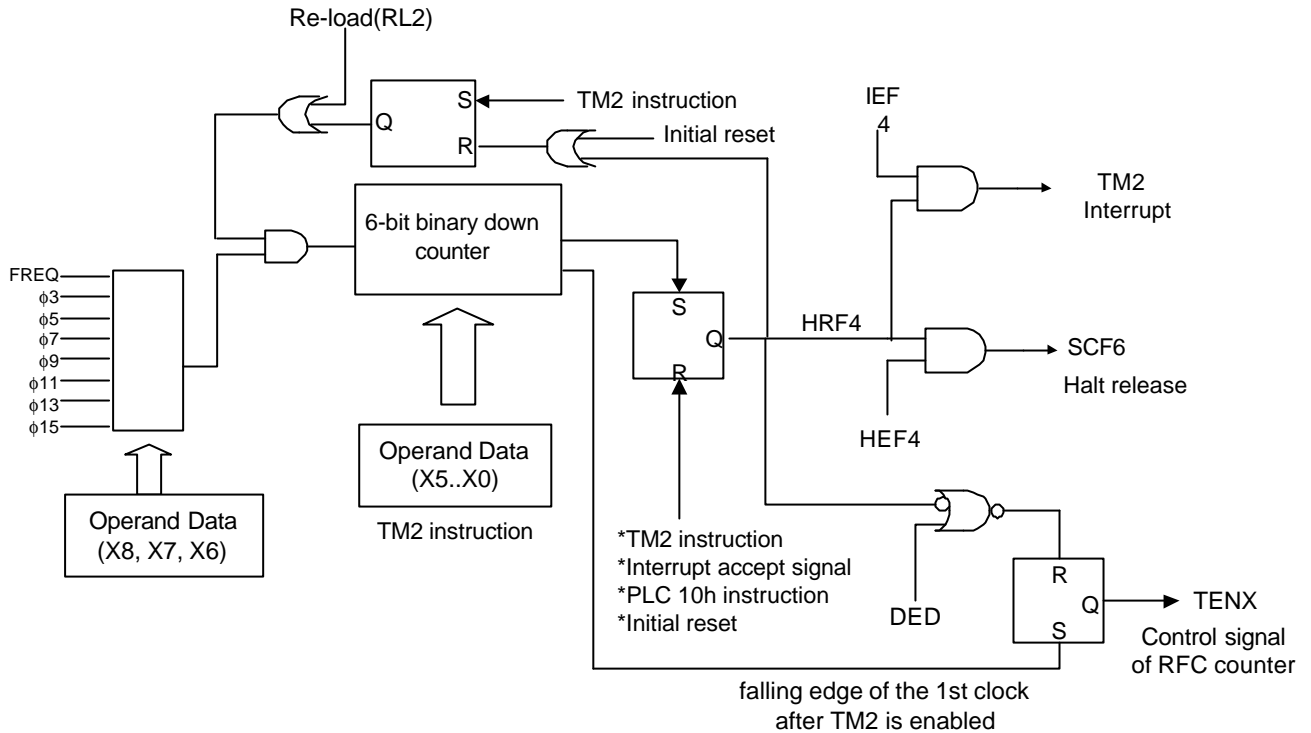 Re-load(RL2)
S
Q
R
TM2 instruction
Initial reset
IEF
4
TM2
Interrupt
6-bit binary down
counter
FREQ
ϕ3
ϕ5
ϕ7
ϕ9
ϕ11
ϕ13
ϕ15
S
Q
R
HRF4
SCF6
Halt release
HEF4
Operand Data
(X5..X0)
TM2 instruction
Operand Data
(X8, X7, X6)
*TM2 instruction
*Interrupt accept signal
*PLC 10h instruction
*Initial reset
DED
R
Q
S
TENX
Control signal
of RFC counter
falling edge of the 1st clock
after TM2 is enabled